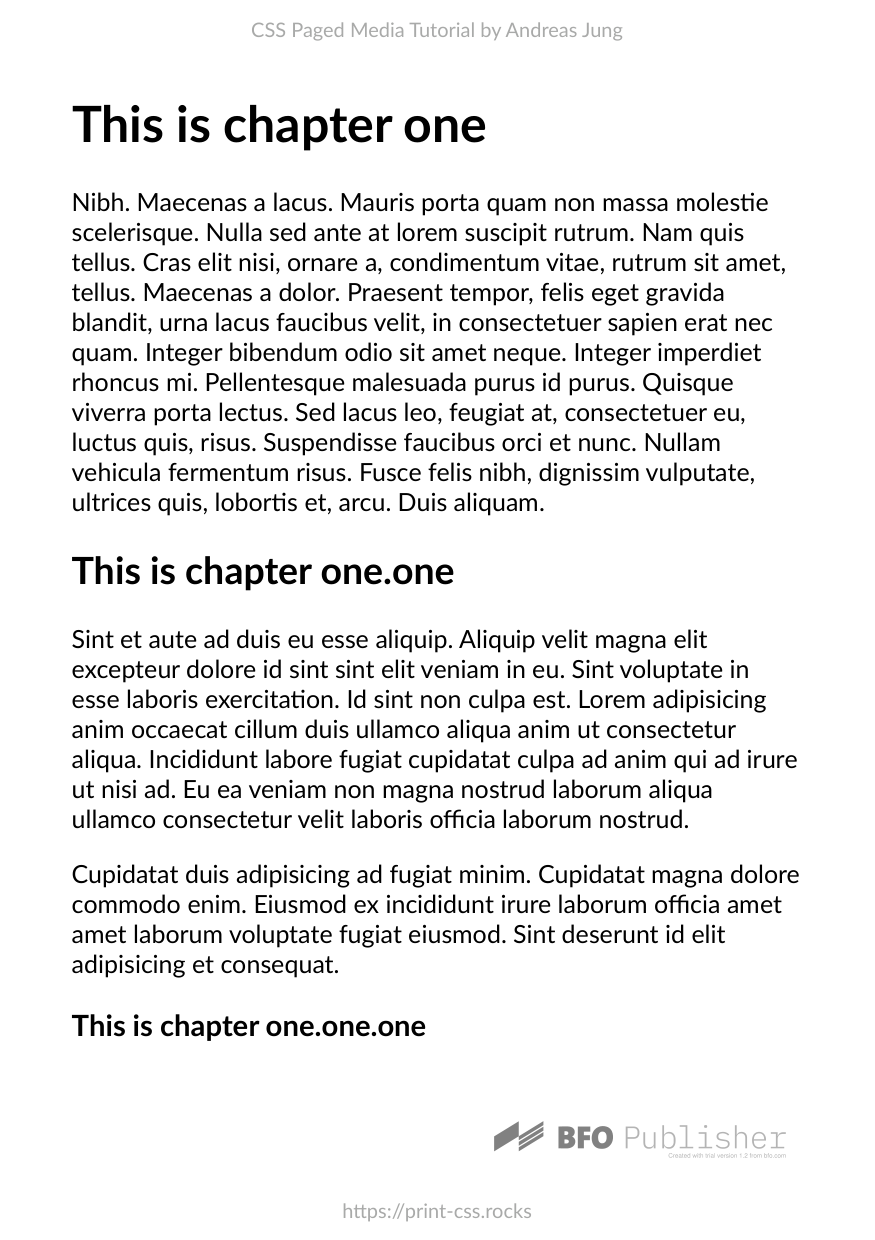 CSS Paged Media Tutorial by Andreas Jung
This is chapter one
Nibh. Maecenas a lacus. Mauris porta quam non massa molestie
scelerisque. Nulla sed ante at lorem suscipit rutrum. Nam quis
tellus. Cras elit nisi, ornare a, condimentum vitae, rutrum sit amet,
tellus. Maecenas a dolor. Praesent tempor, felis eget gravida
blandit, urna lacus faucibus velit, in consectetuer sapien erat nec
quam. Integer bibendum odio sit amet neque. Integer imperdiet
rhoncus mi. Pellentesque malesuada purus id purus. Quisque
viverra porta lectus. Sed lacus leo, feugiat at, consectetuer eu,
luctus quis, risus. Suspendisse faucibus orci et nunc. Nullam
vehicula fermentum risus. Fusce felis nibh, dignissim vulputate,
ultrices quis, lobortis et, arcu. Duis aliquam.
This is chapter one.one
Sint et aute ad duis eu esse aliquip. Aliquip velit magna elit
excepteur dolore id sint sint elit veniam in eu. Sint voluptate in
esse laboris exercitation. Id sint non culpa est. Lorem adipisicing
anim occaecat cillum duis ullamco aliqua anim ut consectetur
aliqua. Incididunt labore fugiat cupidatat culpa ad anim qui ad irure
ut nisi ad. Eu ea veniam non magna nostrud laborum aliqua
ullamco consectetur velit laboris officia laborum nostrud.
Cupidatat duis adipisicing ad fugiat minim. Cupidatat magna dolore
commodo enim. Eiusmod ex incididunt irure laborum officia amet
amet laborum voluptate fugiat eiusmod. Sint deserunt id elit
adipisicing et consequat.
This is chapter one.one.one
BFO Publisher
Created with trial version 1.2 from bfo.com
https://print-css.rocks